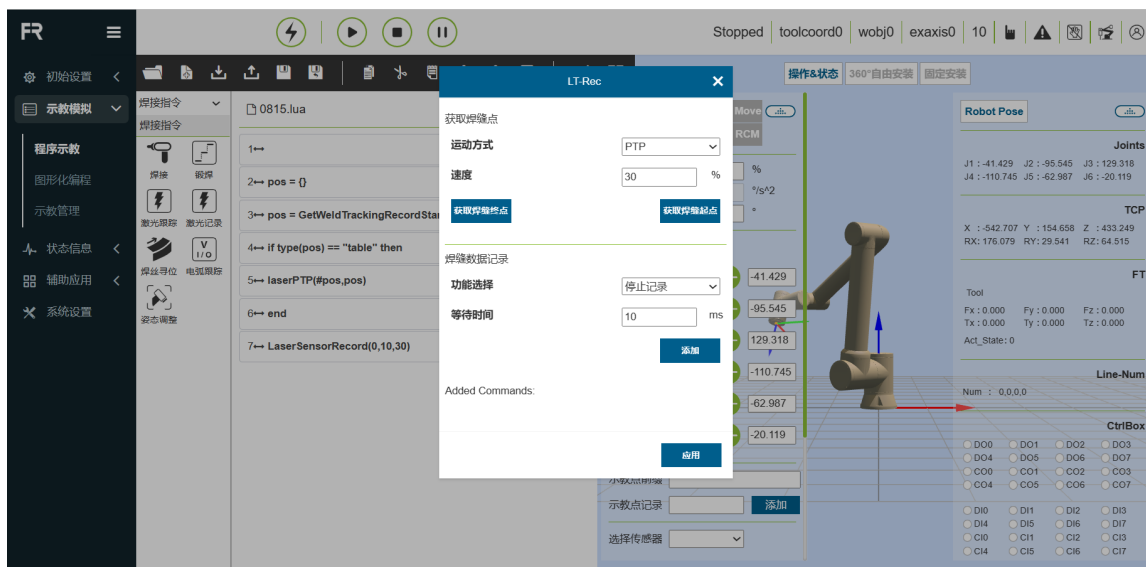 FR
Stopped toolcoord0 wobj0 exaxis0 10
初始设置
示教模拟
程序示教
图形化编程
示教管理
状态信息
辅助应用
系统设置
焊接指令
焊接指令
焊接
锻焊
激光跟踪
激光记录
焊丝寻位
V
I / O
电弧跟踪
姿态调整
0815.lua
1
2 pos = {}
3 pos = GetWeldTrackingRecordStar
4 if type(pos) == "table" then
5 laserPTP(#pos,pos)
6 end
7 LaserSensorRecord(0,10,30)
LT-Rec
获取焊缝点
运动方式 PTP
速度 30 %
获取焊缝终点 获取焊缝起点
焊缝数据记录
功能选择 停止记录
等待时间 10 ms
添加
Added Commands:
应用
操作&状态 360°自由安装 固定安装
Move
RCM
%
°/s^2
°
-41.429
-95.545
129.318
-110.745
-62.987
-20.119
示教点前缀
示教点记录 添加
选择传感器
Robot Pose
Joints
J1 : -41.429 J2 : -95.545 J3 : 129.318
J4 : -110.745 J5 : -62.987 J6 : -20.119
TCP
X : -542.707 Y : 154.658 Z : 433.249
RX: 176.079 RY: 29.541 RZ: 64.515
FT
Tool
Fx : 0.000 Fy : 0.000 Fz : 0.000
Tx : 0.000 Ty : 0.000 Tz : 0.000
Act_State: 0
Line-Num
Num : 0,0,0,0
CtrlBox
DO0 DO1 DO2 DO3
DO4 DO5 DO6 DO7
CO0 CO1 CO2 CO3
CO4 CO5 CO6 CO7
DI0 DI1 DI2 DI3
DI4 DI5 DI6 DI7
CI0 CI1 CI2 CI3
CI4 CI5 CI6 CI7